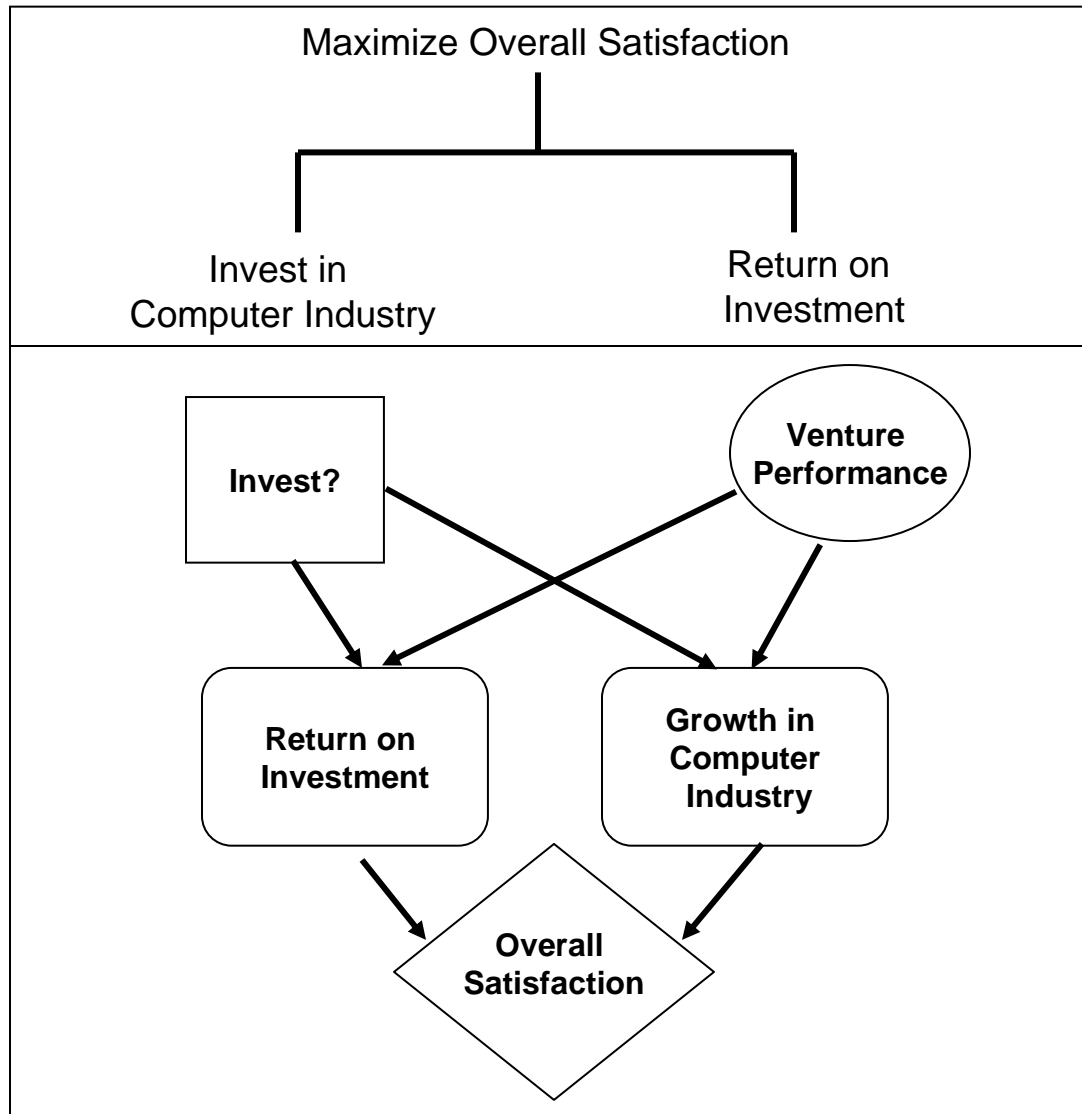 Maximize Overall Satisfaction
Invest in
Computer Industry
Return on
Investment
Invest?
Venture
Performance
Return on
Investment
Growth in
Computer
Industry
Overall
Satisfaction